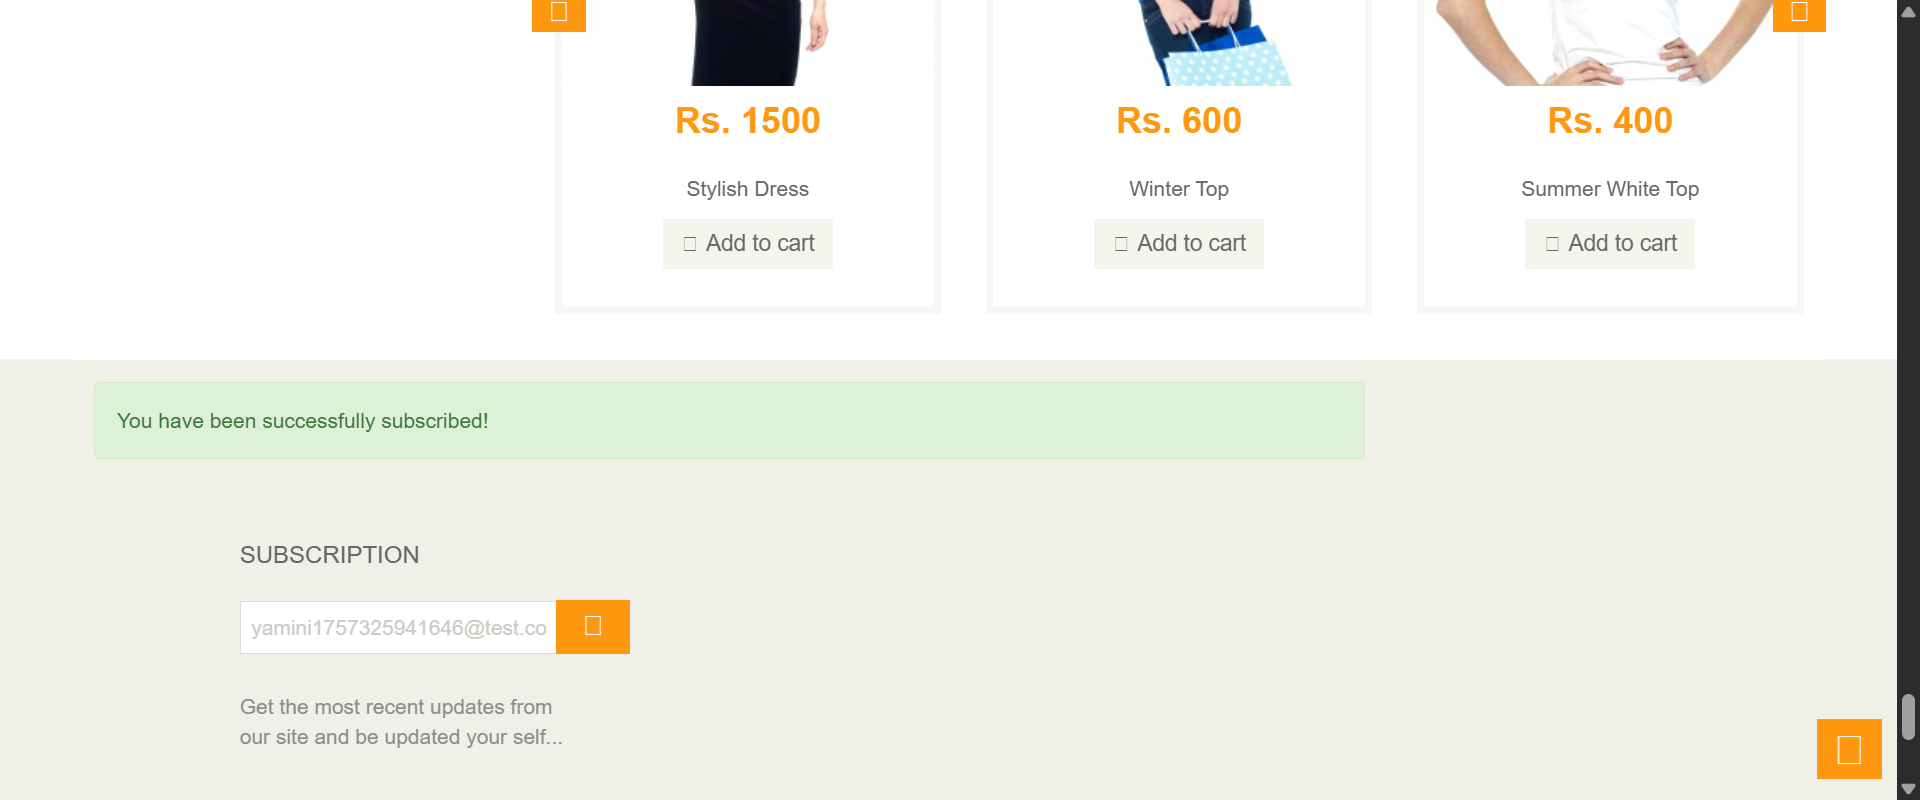 Rs. 1500
Rs. 600
Rs. 400
Stylish Dress
Winter Top
Summer White Top
Add to cart
Add to cart
Add to cart
You have been successfully subscribed!
SUBSCRIPTION
yamini1757325941646@test.co
Get the most recent updates from
our site and be updated your self...